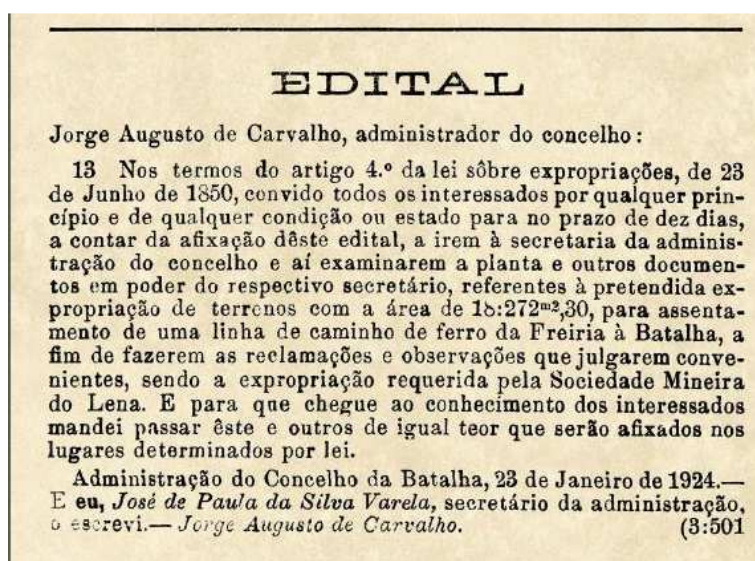 EDITAL
Jorge Augusto de Carvalho, administrador do concelho:
13 Nos termos do artigo 4.º da lei sôbre expropriações, de 23
de Junho de 1850, convido todos os interessados por qualquer prin-
cípio e de qualquer condição ou estado para no prazo de dez dias,
a contar da afixação dêste edital, a irem à secretaria da adminis-
tração do concelho e aí examinarem a planta e outros documen-
tos em poder do respectivo secretário, referentes à pretendida ex-
propriação de terrenos com a área de 18:272m2,30, para assenta-
mento de uma linha de caminho de ferro da Freiria à Batalha, a
fim de fazerem as reclamações e observações que julgarem conve-
nientes, sendo a expropriação requerida pela Sociedade Mineira
do Lena. E para que chegue ao conhecimento dos interessados
mandei passar êste e outros de igual teor que serão afixados nos
lugares determinados por lei.
Administração do Concelho da Batalha, 23 de Janeiro de 1924.—
E eu, José de Paula da Silva Varela, secretário da administração,
o escrevi.— Jorge Augusto de Carvalho. (3:501